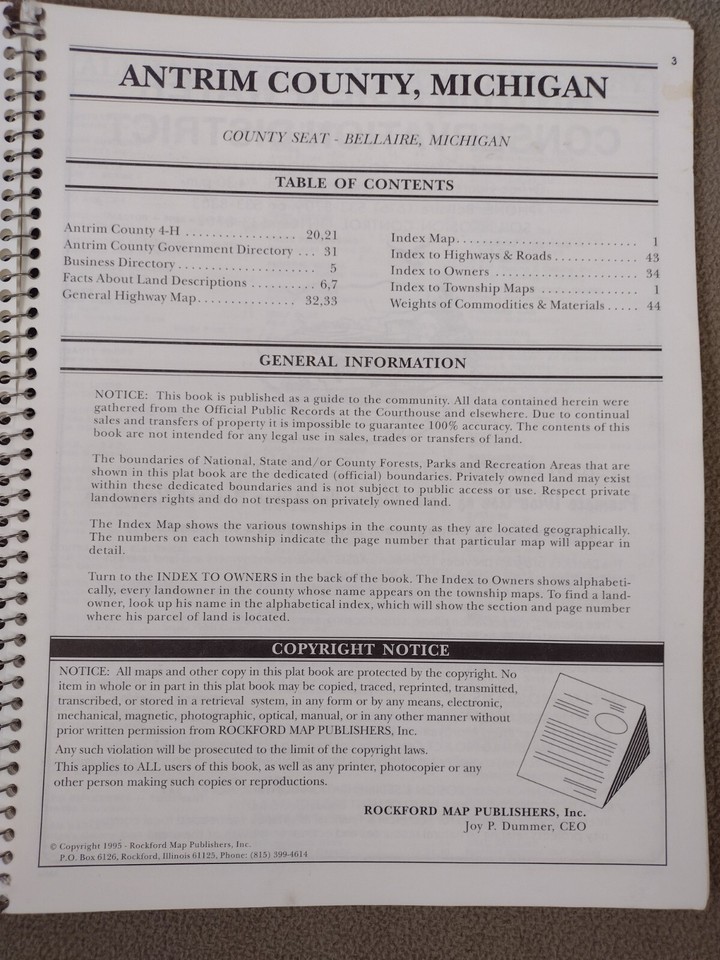 3
ANTRIM COUNTY, MICHIGAN
COUNTY SEAT - BELLAIRE, MICHIGAN
TABLE OF CONTENTS
Antrim County 4-H . . . . . . . . . . . . . . . . 20,21
Antrim County Government Directory . . . 31
Business Directory . . . . . . . . . . . . . . . . . . . . 5
Facts About Land Descriptions . . . . . . . . . . 6,7
General Highway Map. . . . . . . . . . . . . . . 32,33
Index Map. . . . . . . . . . . . . . . . . . . . . . . . . . 1
Index to Highways & Roads . . . . . . . . . . . . 43
Index to Owners . . . . . . . . . . . . . . . . . . . . . 34
Index to Township Maps . . . . . . . . . . . . . . 1
Weights of Commodities & Materials . . . . . 44
GENERAL INFORMATION
NOTICE: This book is published as a guide to the community. All data contained herein were
gathered from the Official Public Records at the Courthouse and elsewhere. Due to continual
sales and transfers of property it is impossible to guarantee 100% accuracy. The contents of this
book are not intended for any legal use in sales, trades or transfers of land.
The boundaries of National, State and/or County Forests, Parks and Recreation Areas that are
shown in this plat book are the dedicated (official) boundaries. Privately owned land may exist
within these dedicated boundaries and is not subject to public access or use. Respect private
landowners rights and do not trespass on privately owned land.
The Index Map shows the various townships in the county as they are located geographically.
The numbers on each township indicate the page number that particular map will appear in
detail.
Turn to the INDEX TO OWNERS in the back of the book. The Index to Owners shows alphabeti-
cally, every landowner in the county whose name appears on the township maps. To find a land-
owner, look up his name in the alphabetical index, which will show the section and page number
where his parcel of land is located.
COPYRIGHT NOTICE
NOTICE: All maps and other copy in this plat book are protected by the copyright. No
item in whole or in part in this plat book may be copied, traced, reprinted, transmitted,
transcribed, or stored in a retrieval system, in any form or by any means, electronic,
mechanical, magnetic, photographic, optical, manual, or in any other manner without
prior written permission from ROCKFORD MAP PUBLISHERS, Inc.
Any such violation will be prosecuted to the limit of the copyright laws.
This applies to ALL users of this book, as well as any printer, photocopier or any
other person making such copies or reproductions.
ROCKFORD MAP PUBLISHERS, Inc.
Joy P. Dummer, CEO
© Copyright 1995 - Rockford Map Publishers, Inc.
P.O. Box 6126, Rockford, Illinois 61125, Phone: (815) 399-4614